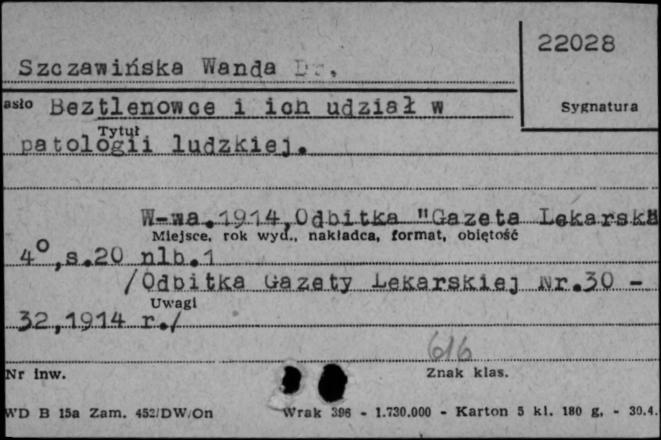 22028
Szczawińska Wanda Dr.
asło Beztlenowce i ich udział w
Sygnatura
Tytuł
patologii ludzkiej.
W-wa.1914,Odbitka "Gazeta Lekarska
Miejsce, rok wyd., nakładca, format, objętość
4°,s.20 nlb.1
/Odbitka Gazety Lekarskiej Nr.30 -
Uwagi
32,1914 r./
616
Nr inw.
Znak klas.
WD B 15a Zam. 452/DW/On Wrak 396 - 1.730.000 - Karton 5 kl. 180 g. - 30.4.